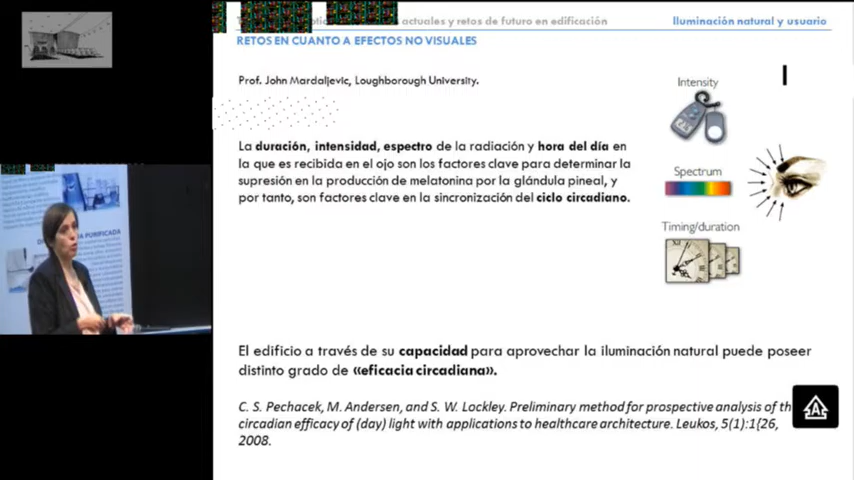 actuales y retos de futuro en edificación
Iluminación natural y usuario
RETOS EN CUANTO A EFECTOS NO VISUALES
Prof. John Mardaljevic, Loughborough University.
La duración, intensidad, espectro de la radiación y hora del día en
la que es recibida en el ojo son los factores clave para determinar la
supresión en la producción de melatonina por la glándula pineal, y
por tanto, son factores clave en la sincronización del ciclo circadiano.
Intensity
Spectrum
Timing/duration
PURIFICADA
El edificio a través de su capacidad para aprovechar la iluminación natural puede poseer
distinto grado de «eficacia circadiana».
C. S. Pechacek, M. Andersen, and S. W. Lockley. Preliminary method for prospective analysis of
circadian efficacy of (day) light with applications to healthcare architecture. Leukos, 5(1):1{26,
2008.